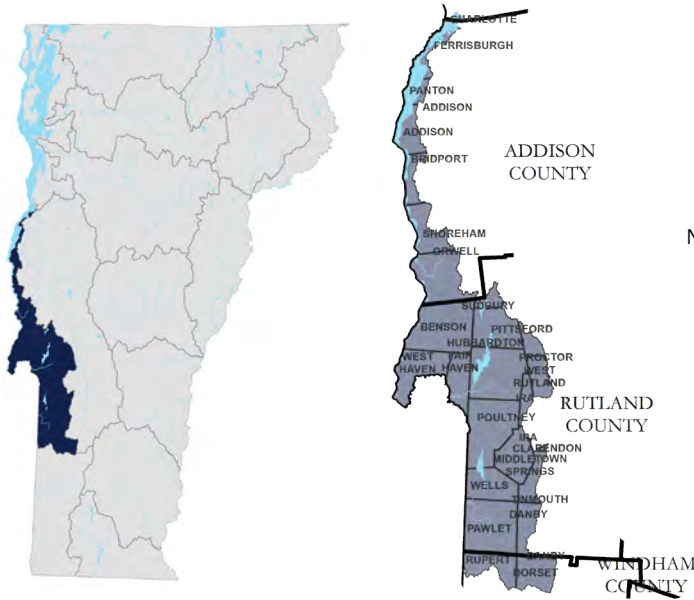 CHARLOTTE
FERRISBURGH
PANTON
ADDISON
ADDISON
BRIDPORT
ADDISON
COUNTY
SHOREHAM
ORWELL
N
SUDBURY
BENSON
PITTSFORD
HUBBARDTON
WEST
HAVEN
FAIR
HAVEN
PROCTOR
WEST
RUTLAND
IRA
RUTLAND
COUNTY
POULTNEY
IRA
CLARENDON
MIDDLETOWN
SPRINGS
WELLS
TINMOUTH
DANBY
PAWLET
DANBY
RUPERT
DORSET
WINDHAM
COUNTY